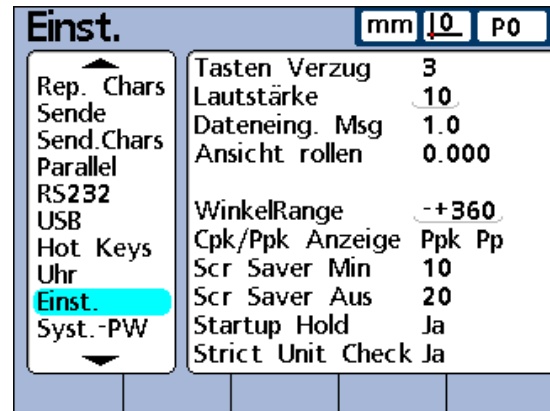 Einst.
mm 0 P0
Rep. Chars
Sende
Send.Chars
Parallel
RS232
USB
Hot Keys
Uhr
Einst.
Syst.-PW
Tasten Verzug 3
Lautstärke 10
Dateneing. Msg 1.0
Ansicht rollen 0.000
WinkelRange -+360
Cpk/Ppk Anzeige Ppk Pp
Scr Saver Min 10
Scr Saver Aus 20
Startup Hold Ja
Strict Unit Check Ja